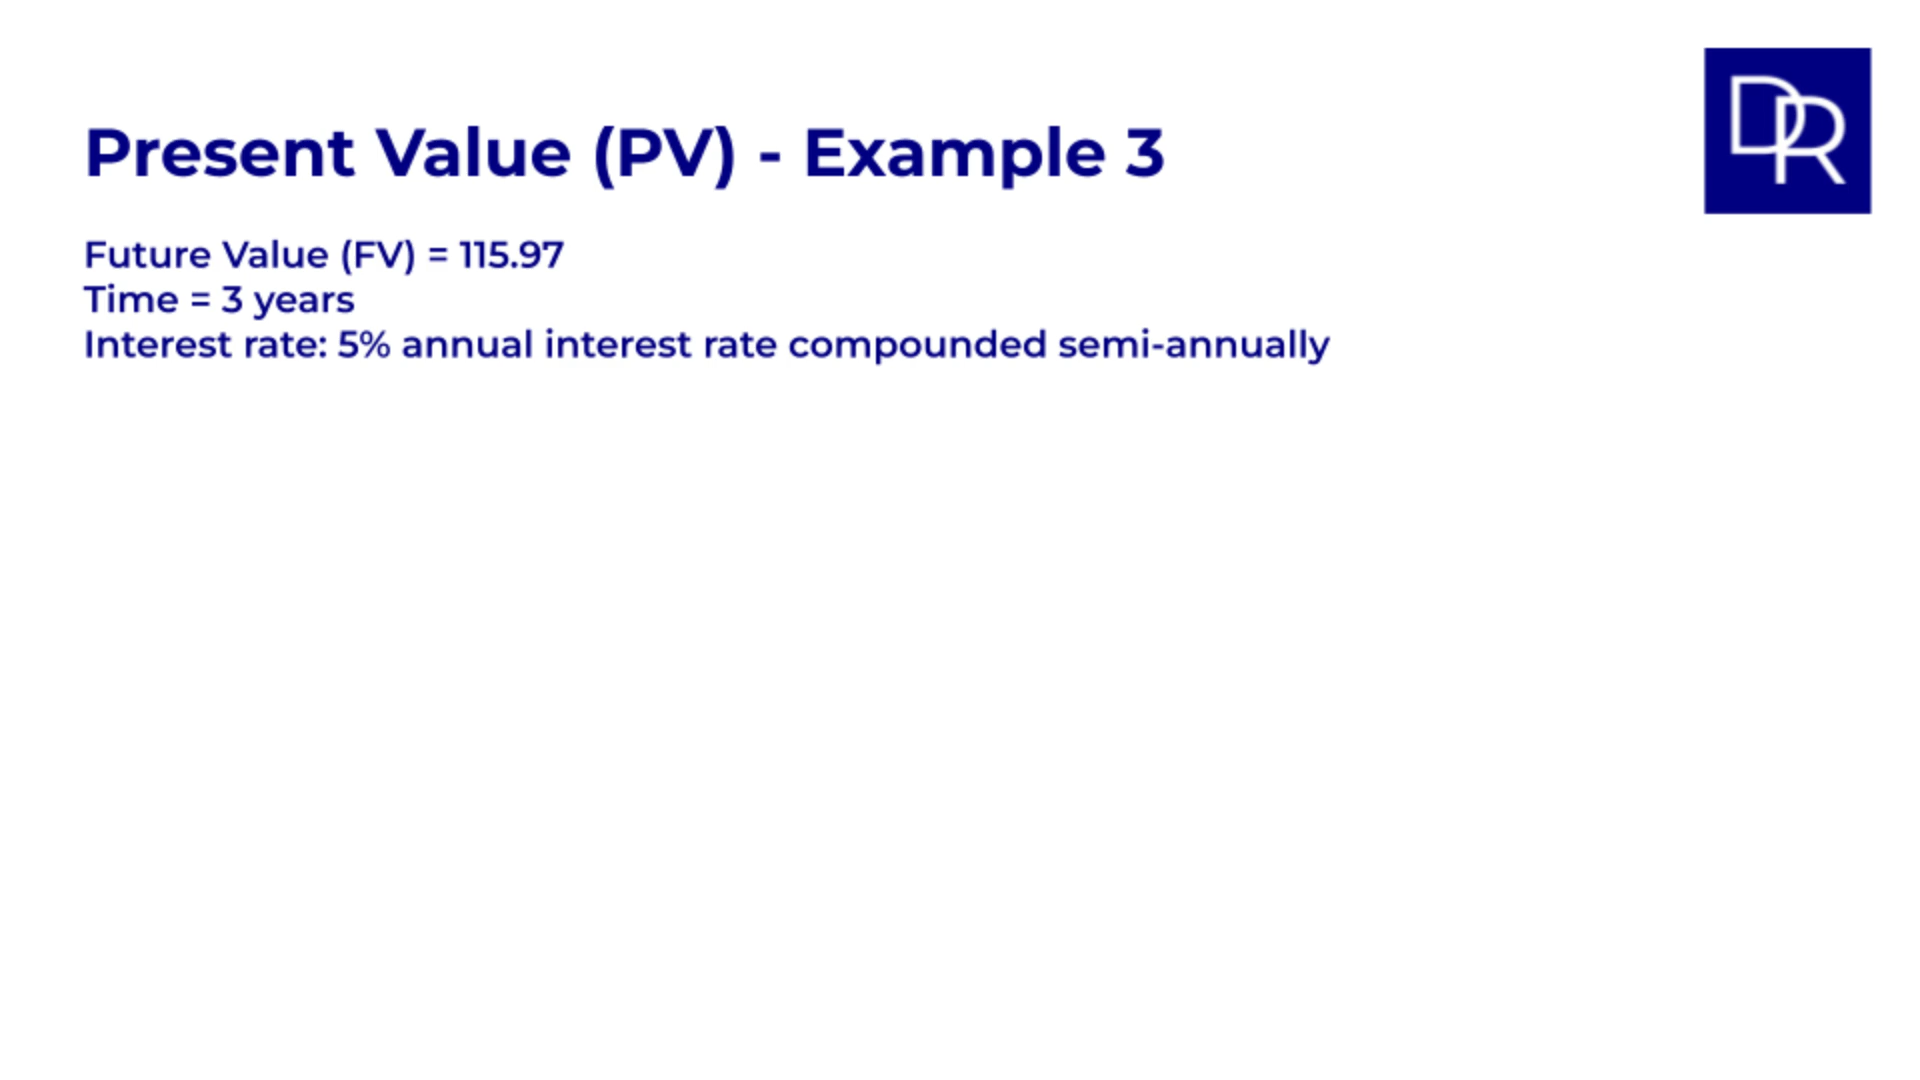 DR
Present Value (PV) - Example 3
Future Value (FV) = 115.97
Time = 3 years
Interest rate: 5% annual interest rate compounded semi-annually